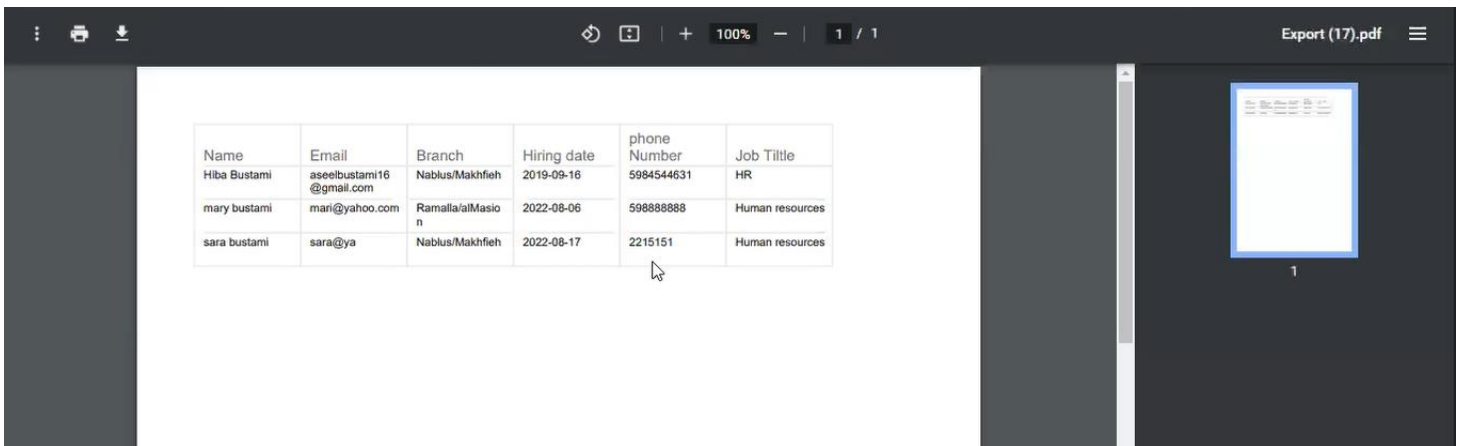 100% 1 / 1 Export (17).pdf
Name Email Branch Hiring date phone Number Job Tiltle
Hiba Bustami aseelbustami16 Nablus/Makhfieh 2019-09-16 5984544631 HR
@gmail.com
mary bustami mari@yahoo.com Ramalla/alMasio 2022-08-06 598888888 Human resources
n
sara bustami sara@ya Nablus/Makhfieh 2022-08-17 2215151 Human resources
1